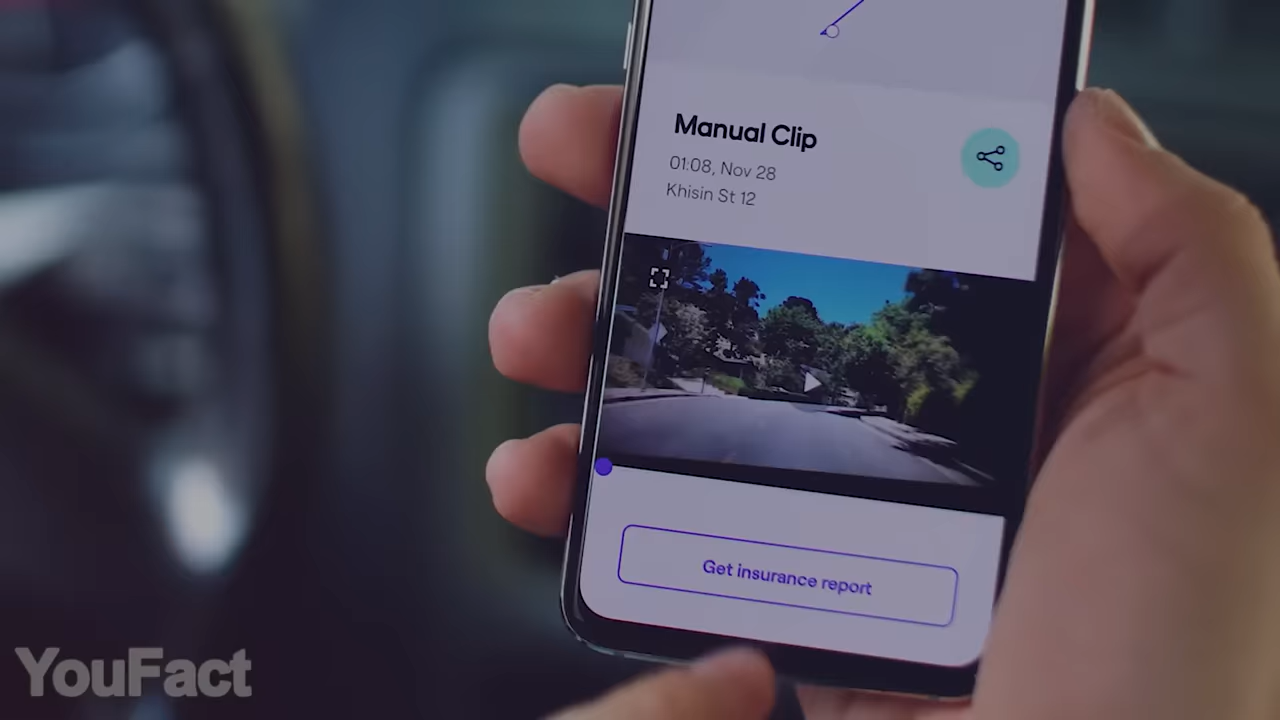 Manual Clip
01:08, Nov 28
Khisin St 12
Get insurance report
YouFact